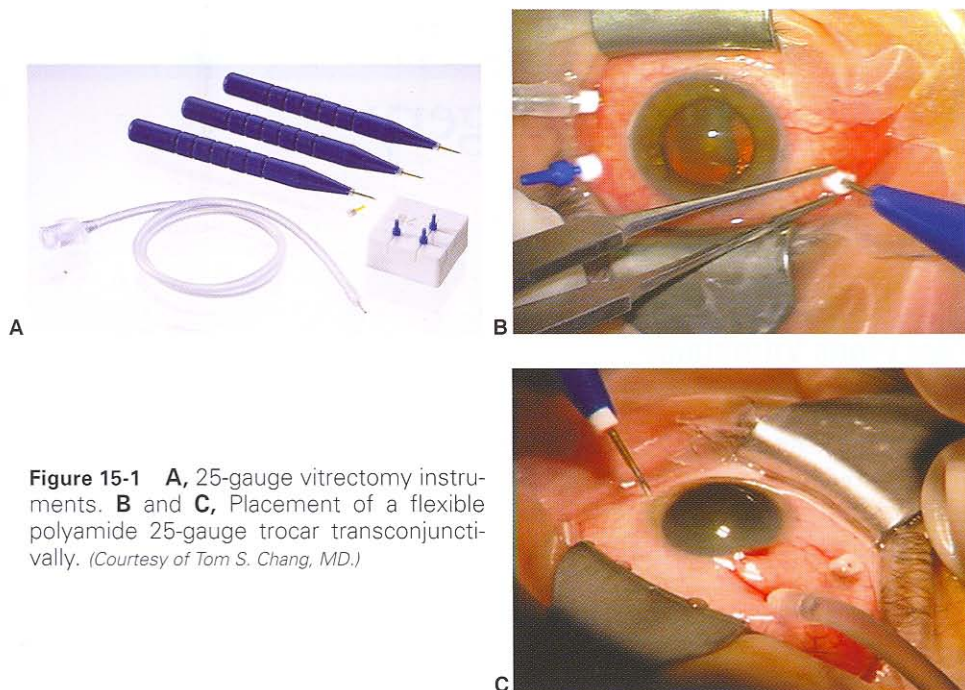 A
B
Figure 15-1 A, 25-gauge vitrectomy instru-
ments. B and C, Placement of a flexible
polyamide 25-gauge trocar transconjuncti-
vally. (Courtesy of Tom S. Chang, MD.)
C